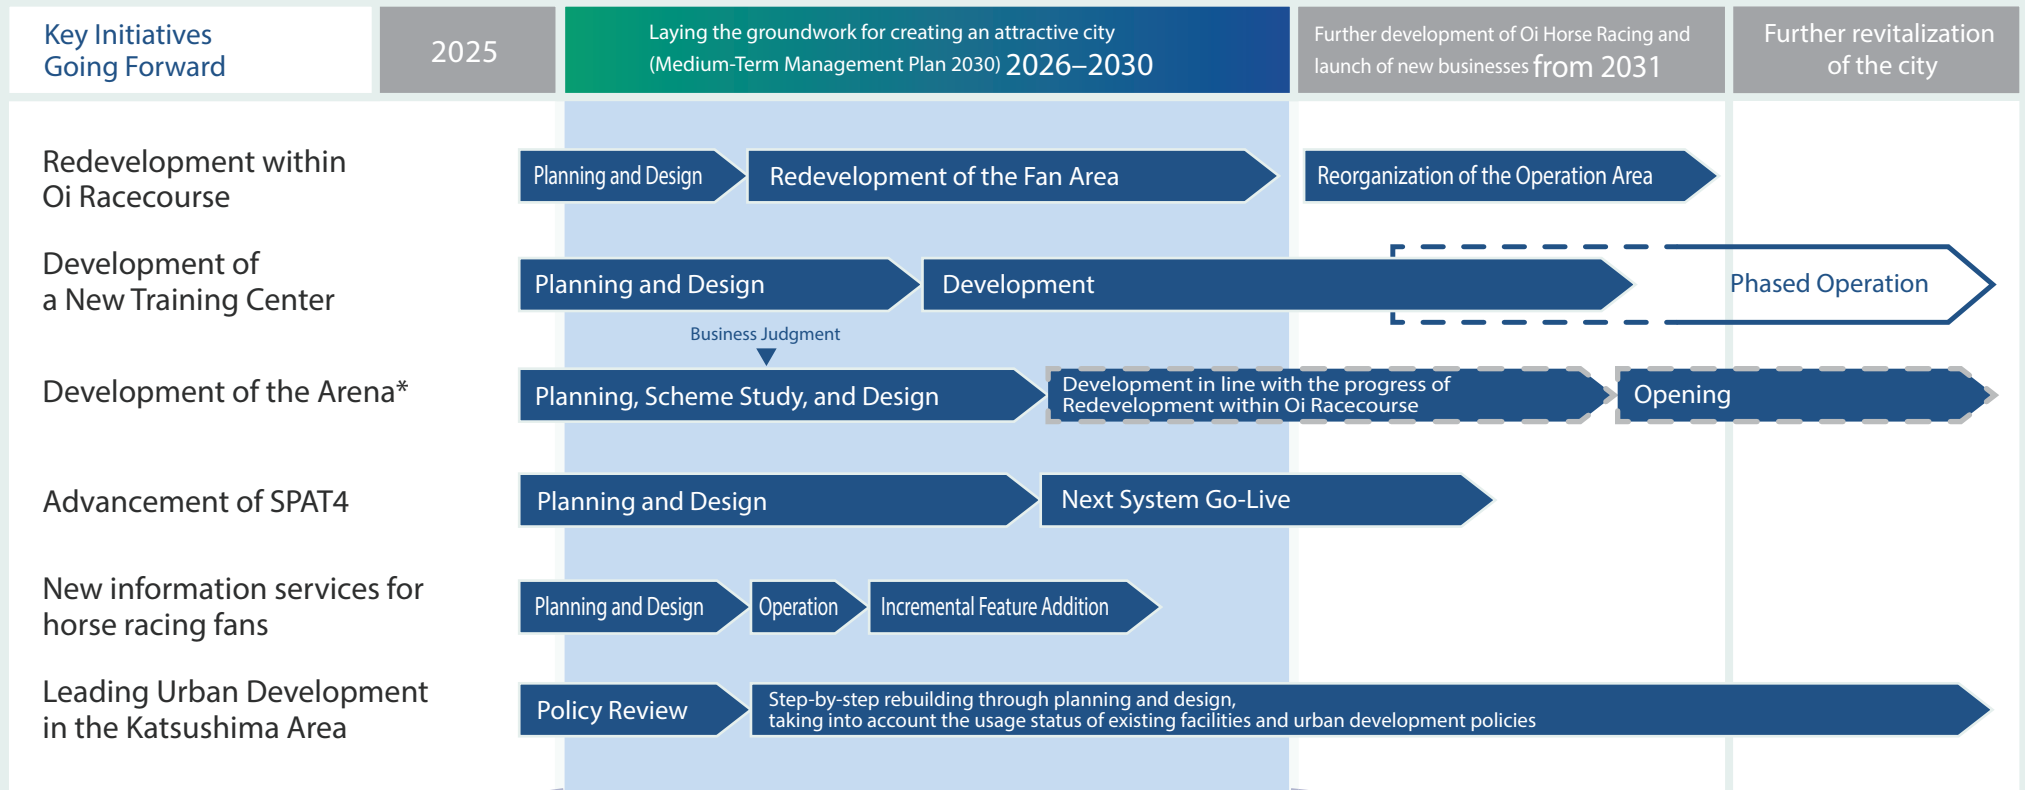 Key Initiatives
Going Forward
2025
Laying the groundwork for creating an attractive city
(Medium-Term Management Plan 2030) 2026–2030
Further development of Oi Horse Racing and
launch of new businesses from 2031
Further revitalization
of the city
Redevelopment within
Oi Racecourse
Planning and Design
Redevelopment of the Fan Area
Reorganization of the Operation Area
Development of
a New Training Center
Planning and Design
Development
Phased Operation
Business Judgment
Development of the Arena*
Planning, Scheme Study, and Design
Development in line with the progress of
Redevelopment within Oi Racecourse
Opening
Advancement of SPAT4
Planning and Design
Next System Go-Live
New information services for
horse racing fans
Planning and Design
Operation
Incremental Feature Addition
Leading Urban Development
in the Katsushima Area
Policy Review
Step-by-step rebuilding through planning and design,
taking into account the usage status of existing facilities and urban development policies